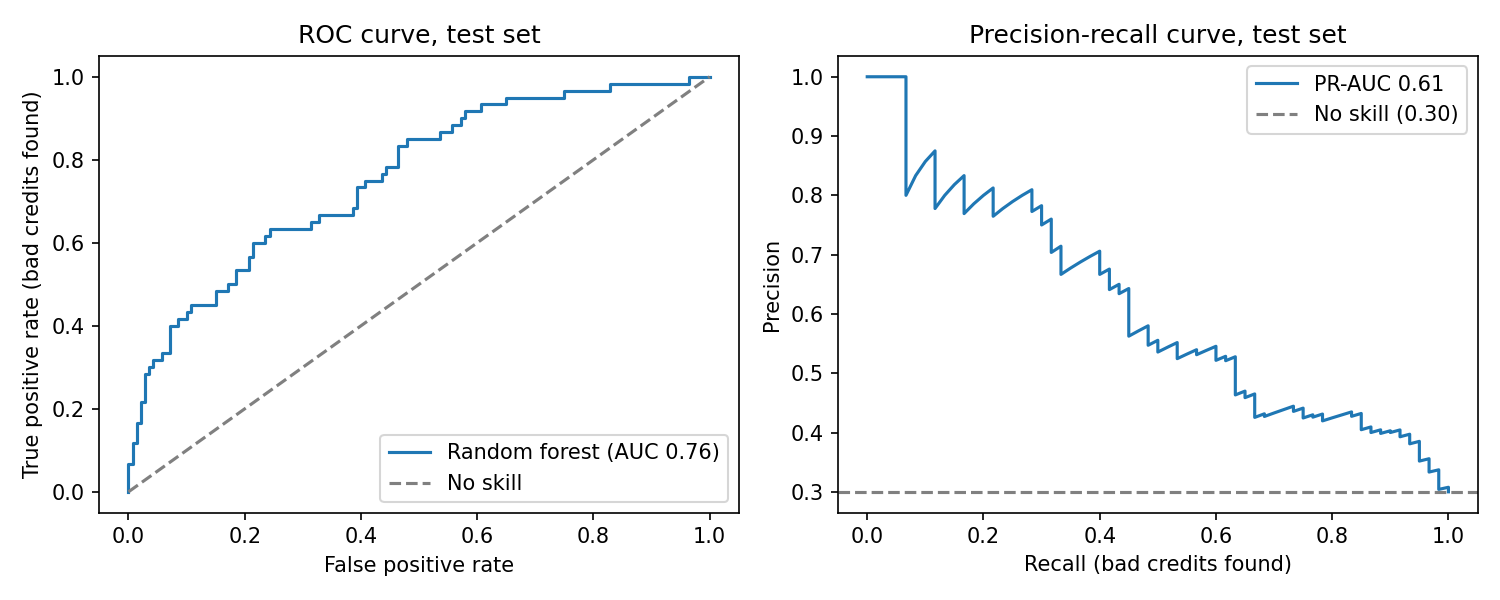 ROC curve, test set
True positive rate (bad credits found)
1.0
0.8
0.6
0.4
0.2
0.0
Random forest (AUC 0.76)
No skill
0.0 0.2 0.4 0.6 0.8 1.0
False positive rate
Precision-recall curve, test set
Precision
1.0
0.9
0.8
0.7
0.6
0.5
0.4
0.3
PR-AUC 0.61
No skill (0.30)
0.0 0.2 0.4 0.6 0.8 1.0
Recall (bad credits found)